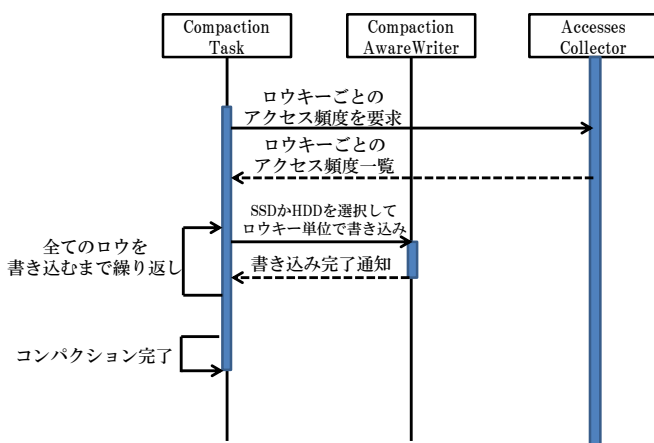 Compaction
Task
Compaction
AwareWriter
Accesses
Collector
ロウキーごとの
アクセス頻度を要求
ロウキーごとの
アクセス頻度一覧
SSDかHDDを選択して
ロウキー単位で書き込み
全てのロウを
書き込むまで繰り返し
書き込み完了通知
コンパクション完了